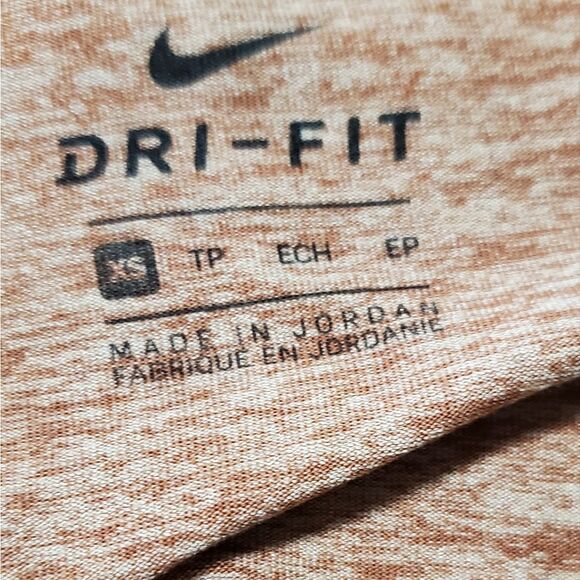 DRI-FIT
XS TP ECH EP
MADE IN JORDAN
FABRIQUE EN JORDANIE